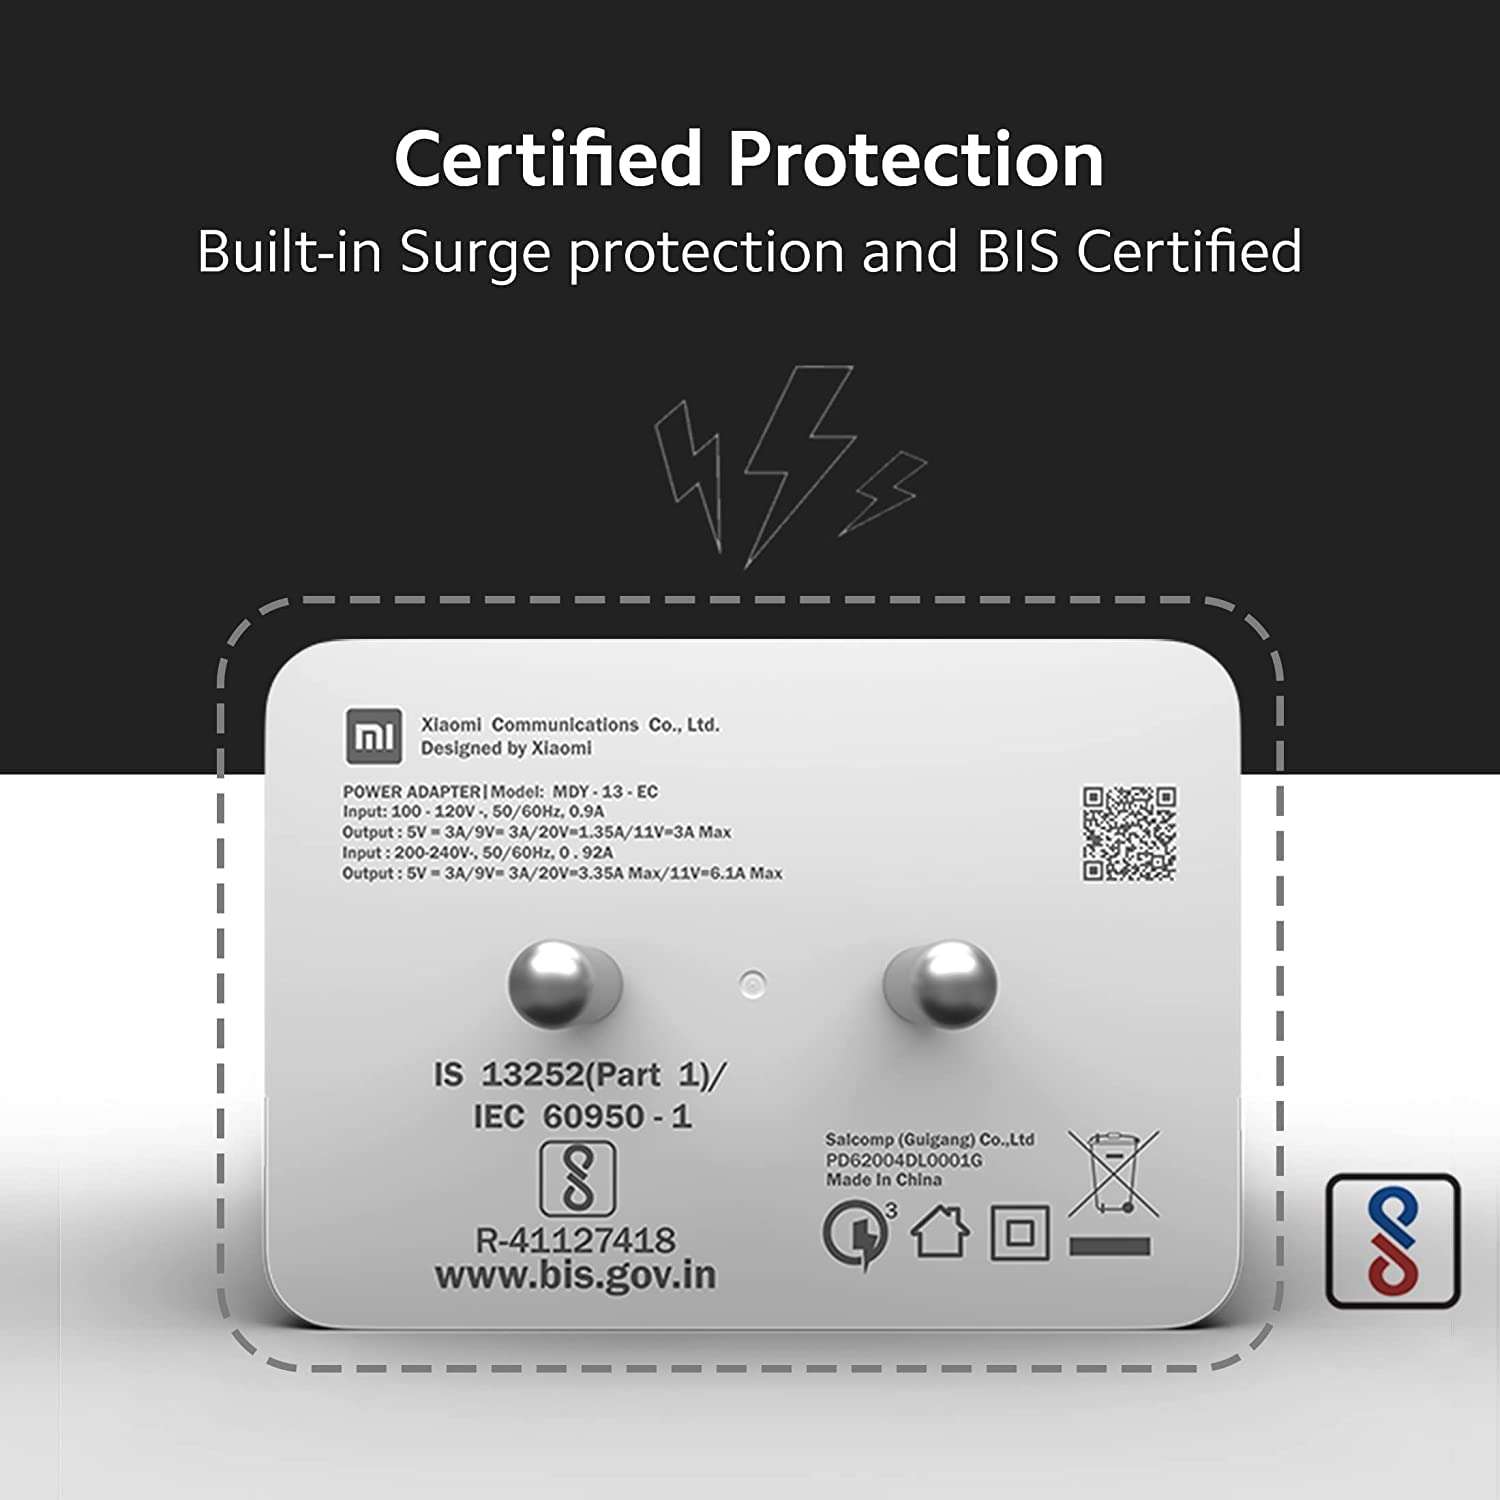 Certified Protection
Built-in Surge protection and BIS Certified
mi
Xiaomi Communications Co., Ltd.
Designed by Xiaomi
POWER ADAPTER|Model: MDY - 13 - EC
Input: 100 - 120V -, 50/60Hz, 0.9A
Output : 5V = 3A/9V= 3A/20V=1.35A/11V=3A Max
Input : 200-240V-, 50/60Hz, 0 . 92A
Output : 5V = 3A/9V= 3A/20V=3.35A Max/11V=6.1A Max
IS 13252(Part 1)/
IEC 60950 - 1
R-41127418
www.bis.gov.in
Salcomp (Guigang) Co.,Ltd
PD62004DL0001G
Made In China
3